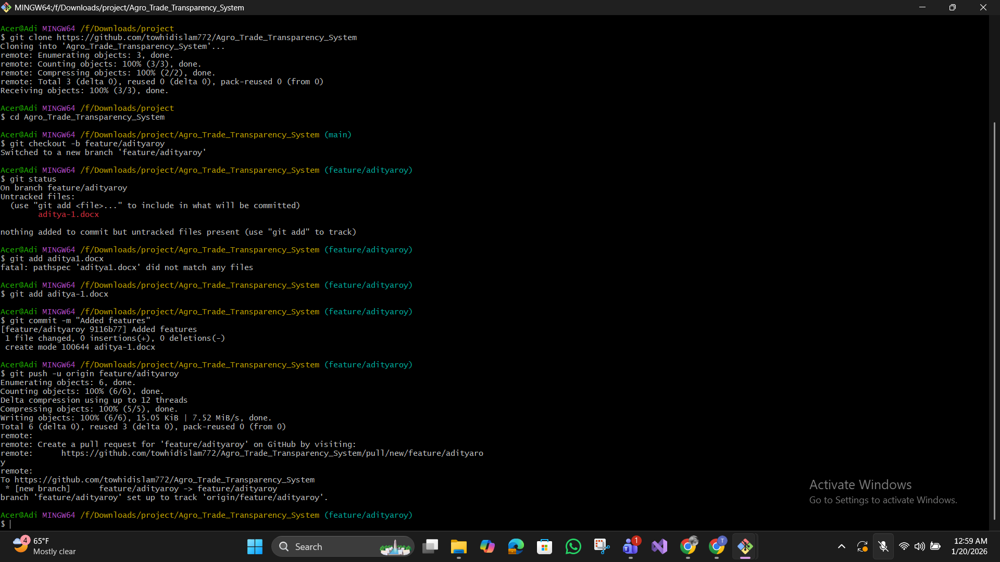 MINGW64:/f/Downloads/project/Agro_Trade_Transparency_System
Acer@Adi MINGW64 /f/Downloads/project
$ git clone https://github.com/towhidislam772/Agro_Trade_Transparency_System
Cloning into 'Agro_Trade_Transparency_System'...
remote: Enumerating objects: 3, done.
remote: Counting objects: 100% (3/3), done.
remote: Compressing objects: 100% (2/2), done.
remote: Total 3 (delta 0), reused 0 (delta 0), pack-reused 0 (from 0)
Receiving objects: 100% (3/3), done.
Acer@Adi MINGW64 /f/Downloads/project
$ cd Agro_Trade_Transparency_System
Acer@Adi MINGW64 /f/Downloads/project/Agro_Trade_Transparency_System (main)
$ git checkout -b feature/adityaroy
Switched to a new branch 'feature/adityaroy'
Acer@Adi MINGW64 /f/Downloads/project/Agro_Trade_Transparency_System (feature/adityaroy)
$ git status
On branch feature/adityaroy
Untracked files:
  (use "git add <file>..." to include in what will be committed)
        aditya-1.docx
nothing added to commit but untracked files present (use "git add" to track)
Acer@Adi MINGW64 /f/Downloads/project/Agro_Trade_Transparency_System (feature/adityaroy)
$ git add aditya1.docx
fatal: pathspec 'aditya1.docx' did not match any files
Acer@Adi MINGW64 /f/Downloads/project/Agro_Trade_Transparency_System (feature/adityaroy)
$ git add aditya-1.docx
Acer@Adi MINGW64 /f/Downloads/project/Agro_Trade_Transparency_System (feature/adityaroy)
$ git commit -m "Added features"
[feature/adityaroy 9116b77] Added features
 1 file changed, 0 insertions(+), 0 deletions(-)
 create mode 100644 aditya-1.docx
Acer@Adi MINGW64 /f/Downloads/project/Agro_Trade_Transparency_System (feature/adityaroy)
$ git push -u origin feature/adityaroy
Enumerating objects: 6, done.
Counting objects: 100% (6/6), done.
Delta compression using up to 12 threads
Compressing objects: 100% (5/5), done.
Writing objects: 100% (6/6), 15.05 KiB | 7.52 MiB/s, done.
Total 6 (delta 0), reused 3 (delta 0), pack-reused 0 (from 0)
remote:
remote: Create a pull request for 'feature/adityaroy' on GitHub by visiting:
remote:      https://github.com/towhidislam772/Agro_Trade_Transparency_System/pull/new/feature/adityaro
y
remote:
To https://github.com/towhidislam772/Agro_Trade_Transparency_System
 * [new branch]      feature/adityaroy -> feature/adityaroy
branch 'feature/adityaroy' set up to track 'origin/feature/adityaroy'.
Acer@Adi MINGW64 /f/Downloads/project/Agro_Trade_Transparency_System (feature/adityaroy)
$
Activate Windows
Go to Settings to activate Windows.
4
65°F
Mostly clear
Search
1
T
T
12:59 AM
1/20/2026